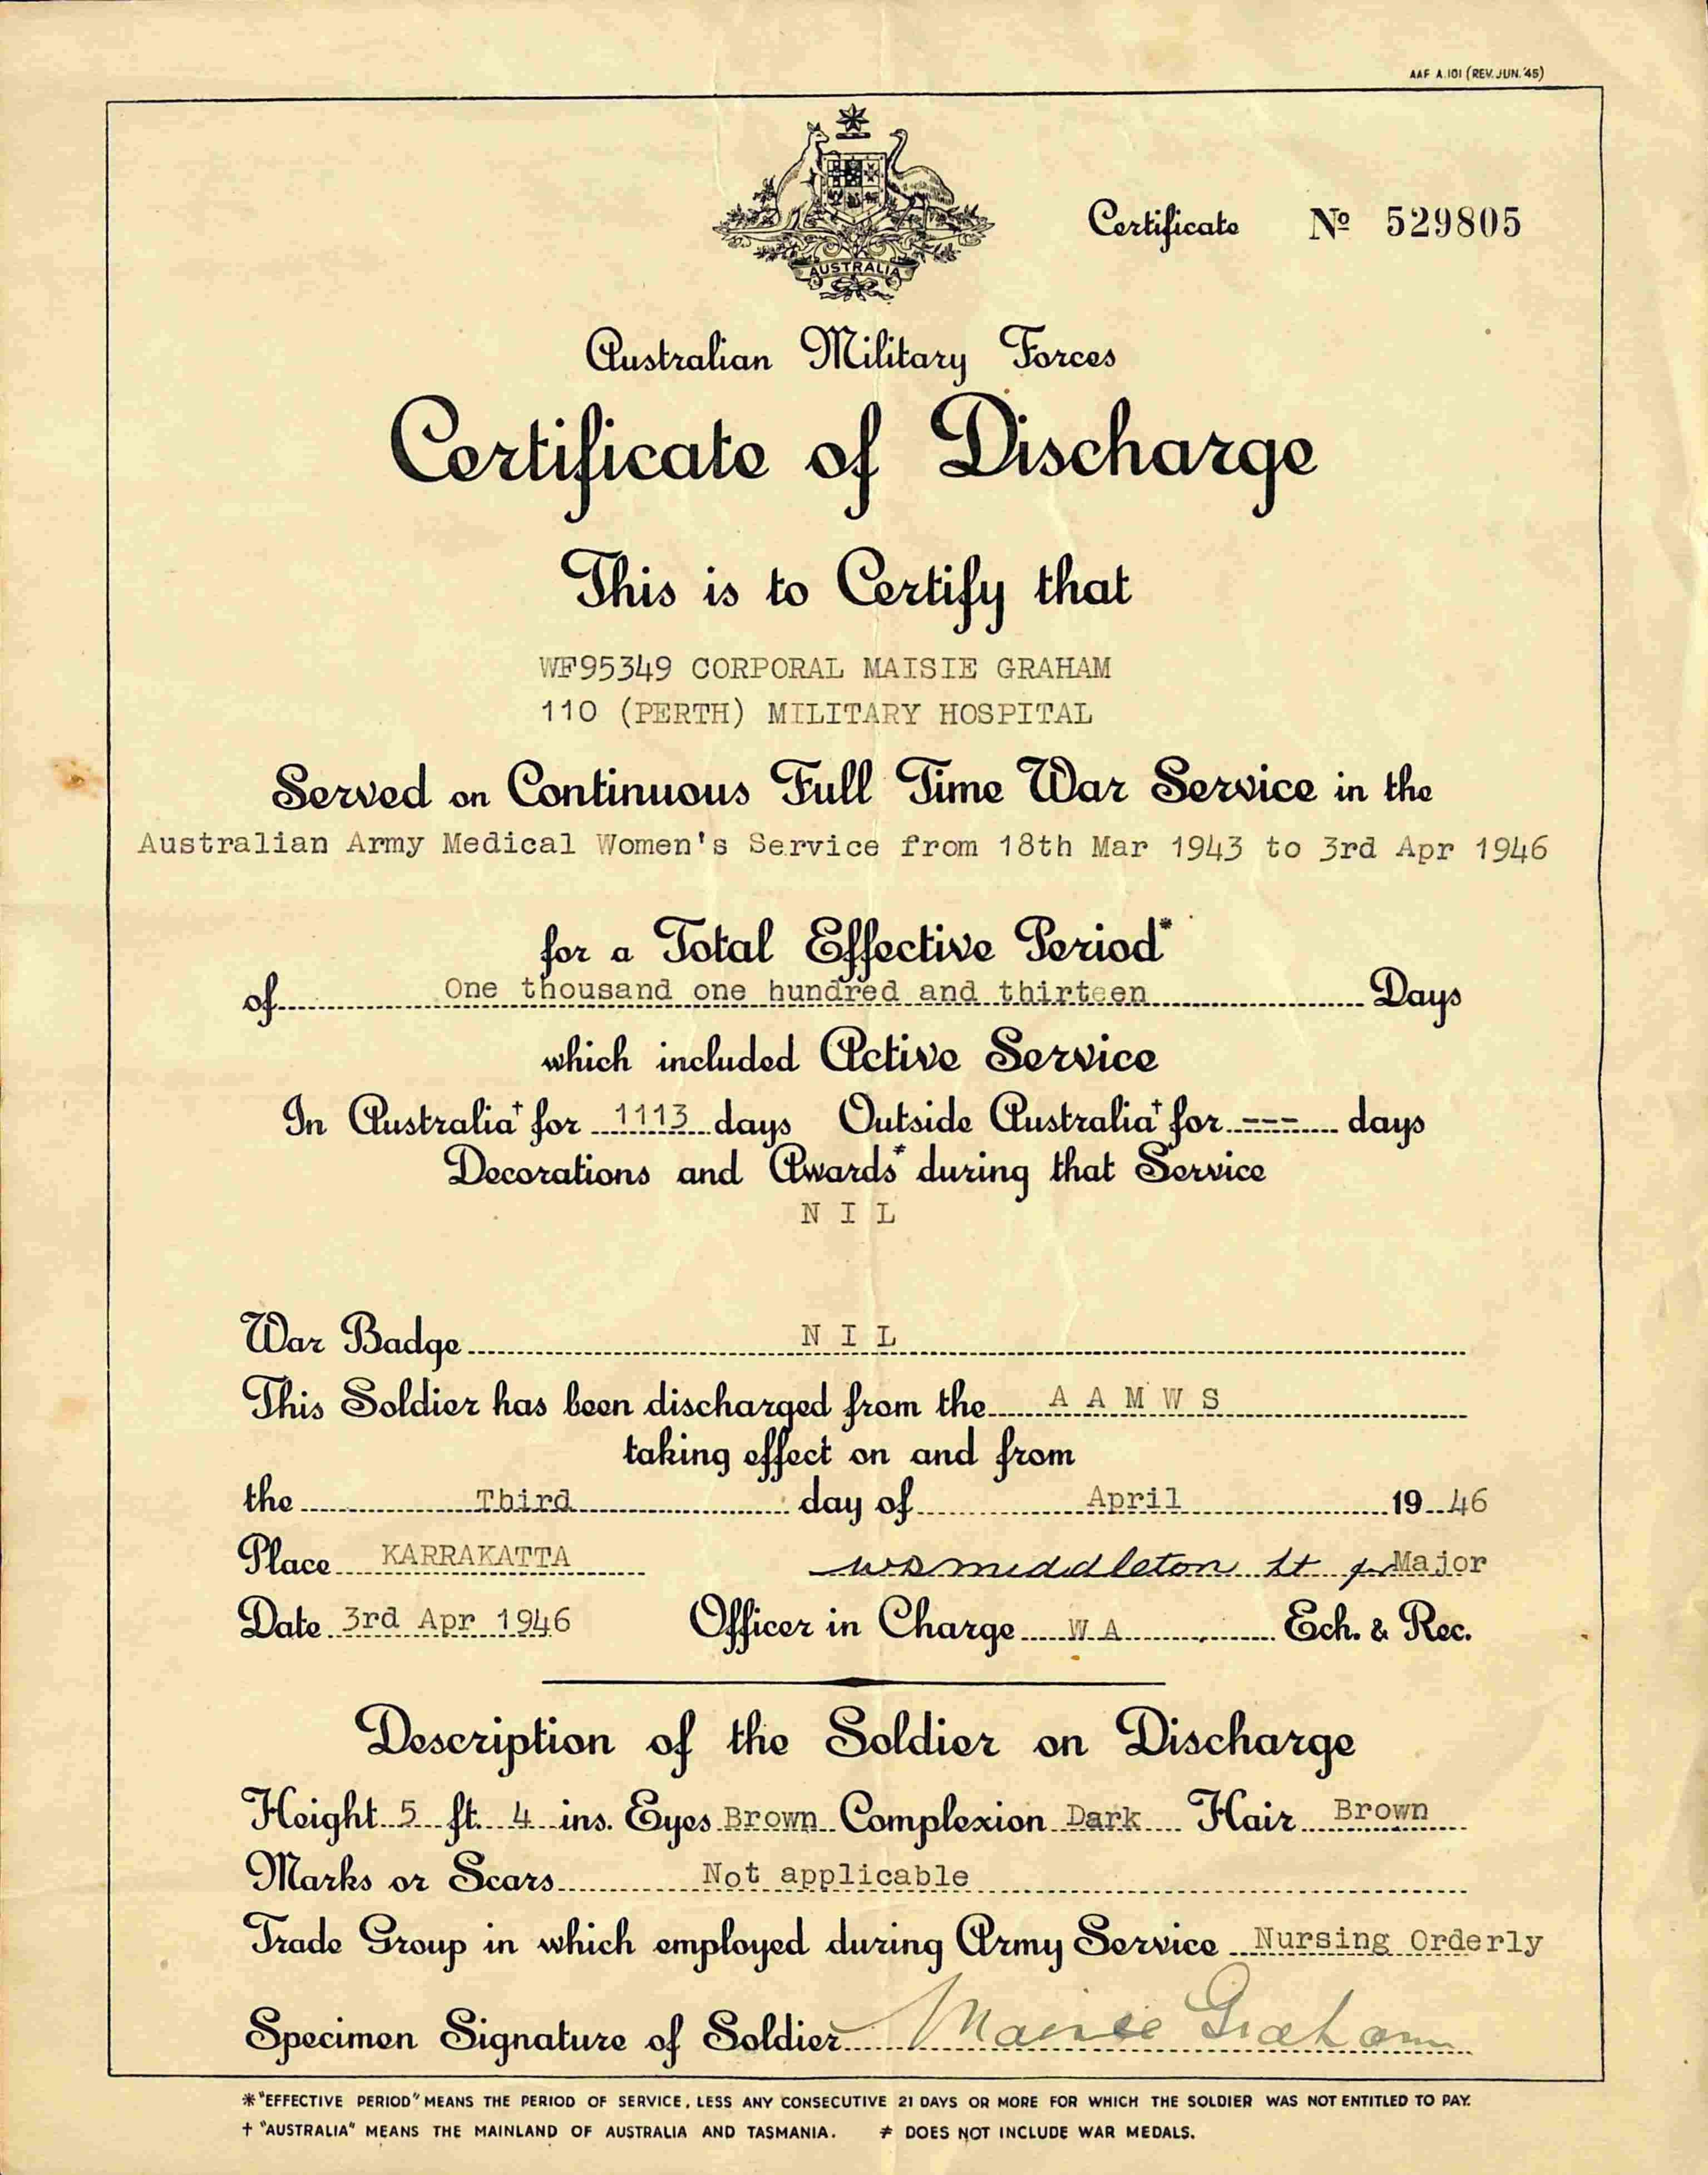 AAF A.101 (REV. JUN. '45)
AUSTRALIA
Certificate No 529805
Australian Military Forces
Certificate of Discharge
This is to Certify that
WF95349 CORPORAL MAISIE GRAHAM
110 (PERTH) MILITARY HOSPITAL
Served on Continuous Full Time War Service in the
Australian Army Medical Women's Service from 18th Mar 1943 to 3rd Apr 1946
for a Total Effective Period*
of One thousand one hundred and thirteen Days
which included Active Service
In Australia† for 1113 days Outside Australia† for ---- days
Decorations and Awards* during that Service
N I L
War Badge N I L
This Soldier has been discharged from the A A M W S
taking effect on and from
the Third day of April 19 46
Place KARRAKATTA Middleton Lt for Major
Date 3rd Apr 1946 Officer in Charge W A Ech. & Rec.
Description of the Soldier on Discharge
Height 5 ft. 4 ins. Eyes Brown Complexion Dark Hair Brown
Marks or Scars Not applicable
Trade Group in which employed during Army Service Nursing Orderly
Specimen Signature of Soldier Maisie Graham
* "EFFECTIVE PERIOD" MEANS THE PERIOD OF SERVICE, LESS ANY CONSECUTIVE 21 DAYS OR MORE FOR WHICH THE SOLDIER WAS NOT ENTITLED TO PAY.
† "AUSTRALIA" MEANS THE MAINLAND OF AUSTRALIA AND TASMANIA. ≠ DOES NOT INCLUDE WAR MEDALS.